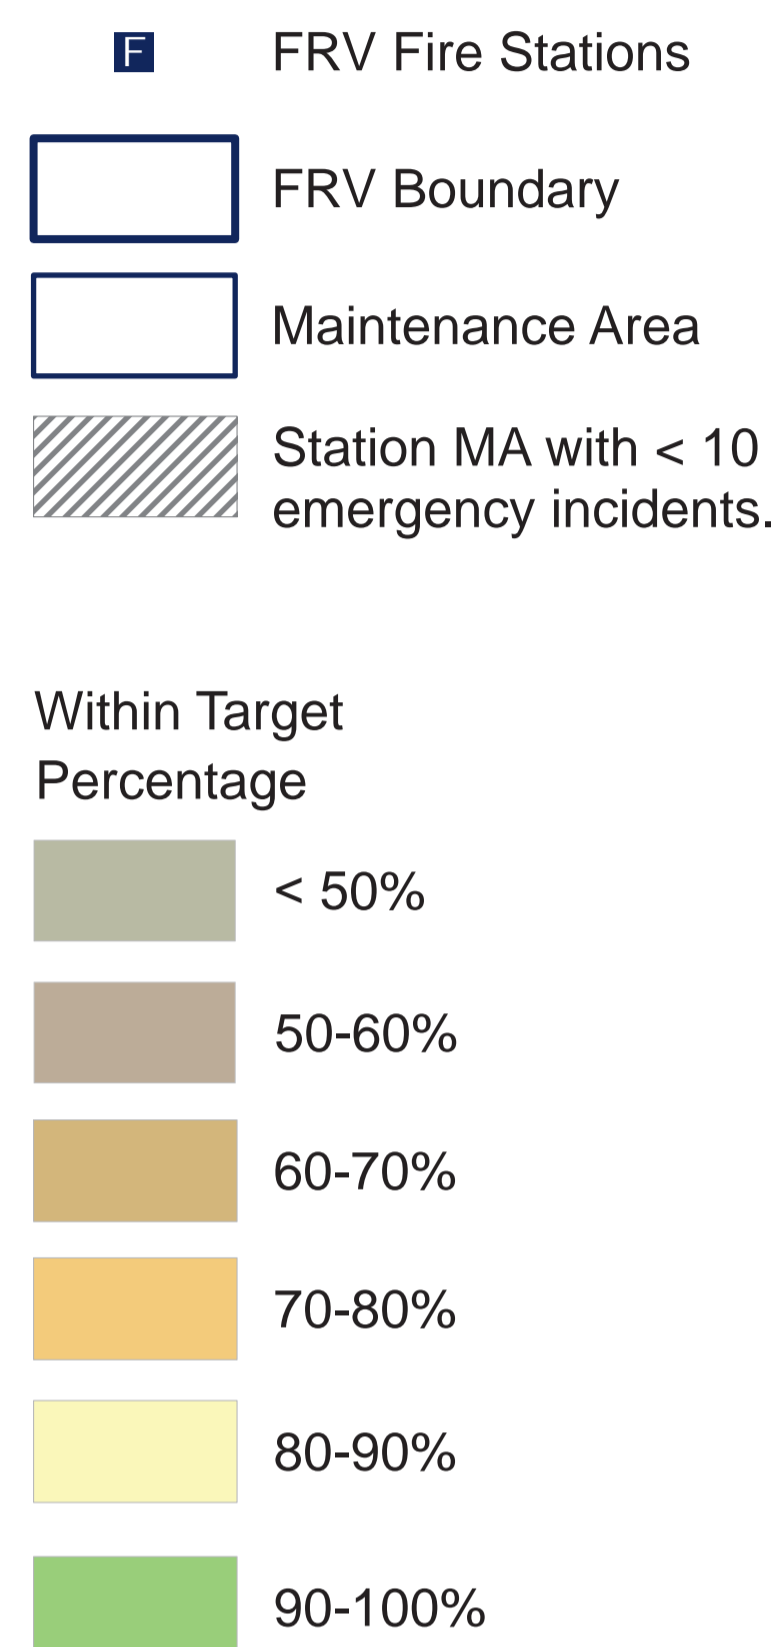 F FRV Fire Stations
FRV Boundary
Maintenance Area
Station MA with < 10
emergency incidents.
Within Target
Percentage
< 50%
50-60%
60-70%
70-80%
80-90%
90-100%